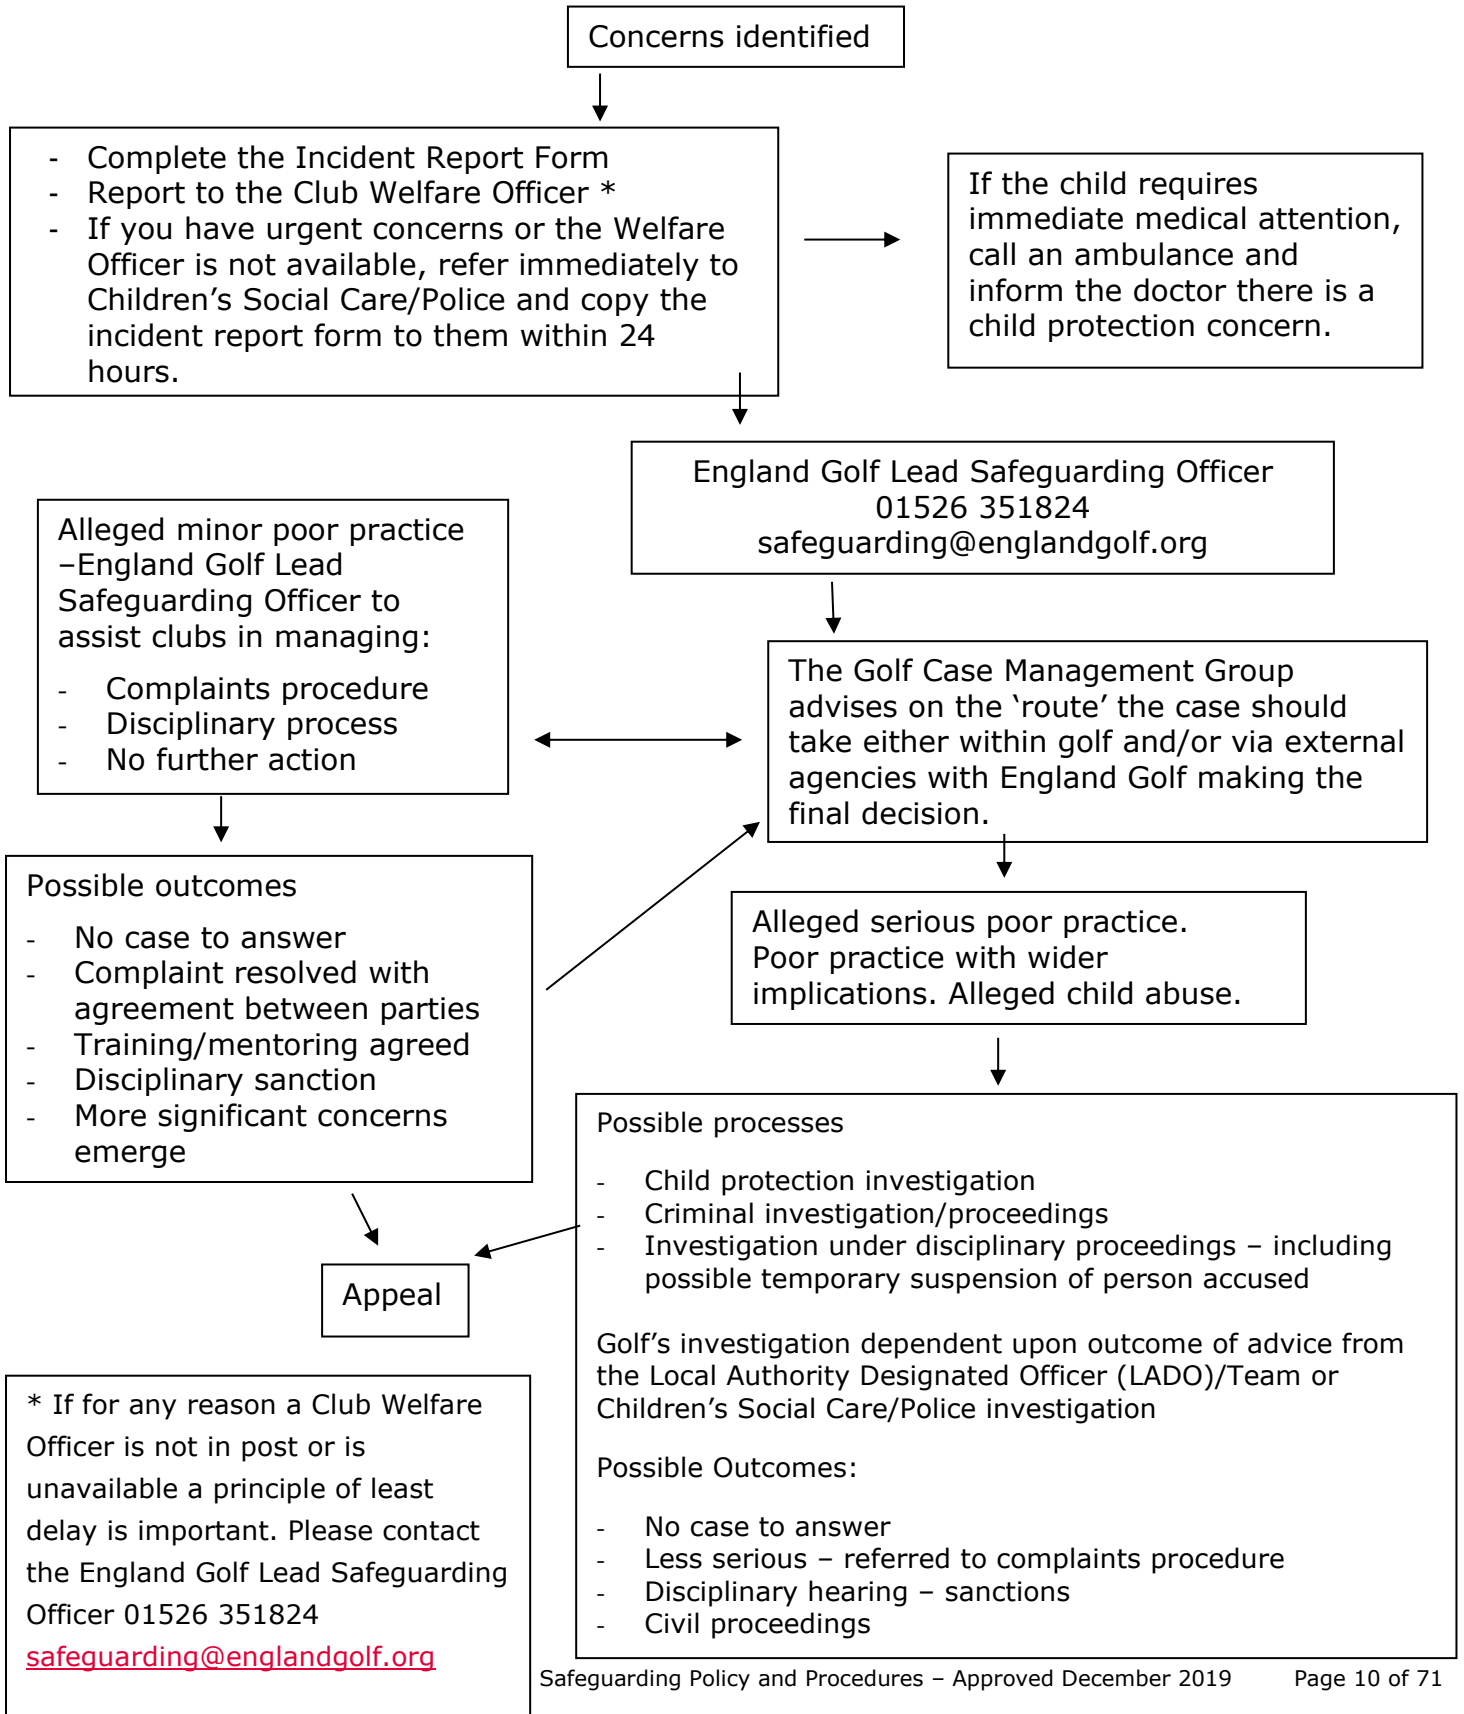 Concerns identified
- Complete the Incident Report Form
- Report to the Club Welfare Officer *
- If you have urgent concerns or the Welfare
Officer is not available, refer immediately to
Children’s Social Care/Police and copy the
incident report form to them within 24
hours.
If the child requires
immediate medical attention,
call an ambulance and
inform the doctor there is a
child protection concern.
England Golf Lead Safeguarding Officer
01526 351824
safeguarding@englandgolf.org
Alleged minor poor practice
–England Golf Lead
Safeguarding Officer to
assist clubs in managing:
- Complaints procedure
- Disciplinary process
- No further action
The Golf Case Management Group
advises on the ‘route’ the case should
take either within golf and/or via external
agencies with England Golf making the
final decision.
Possible outcomes
- No case to answer
- Complaint resolved with
agreement between parties
- Training/mentoring agreed
- Disciplinary sanction
- More significant concerns
emerge
Alleged serious poor practice.
Poor practice with wider
implications. Alleged child abuse.
Possible processes
- Child protection investigation
- Criminal investigation/proceedings
- Investigation under disciplinary proceedings – including
possible temporary suspension of person accused
Golf’s investigation dependent upon outcome of advice from
the Local Authority Designated Officer (LADO)/Team or
Children’s Social Care/Police investigation
Possible Outcomes:
- No case to answer
- Less serious – referred to complaints procedure
- Disciplinary hearing – sanctions
- Civil proceedings
Appeal
* If for any reason a Club Welfare
Officer is not in post or is
unavailable a principle of least
delay is important. Please contact
the England Golf Lead Safeguarding
Officer 01526 351824
safeguarding@englandgolf.org
Safeguarding Policy and Procedures – Approved December 2019 Page 10 of 71